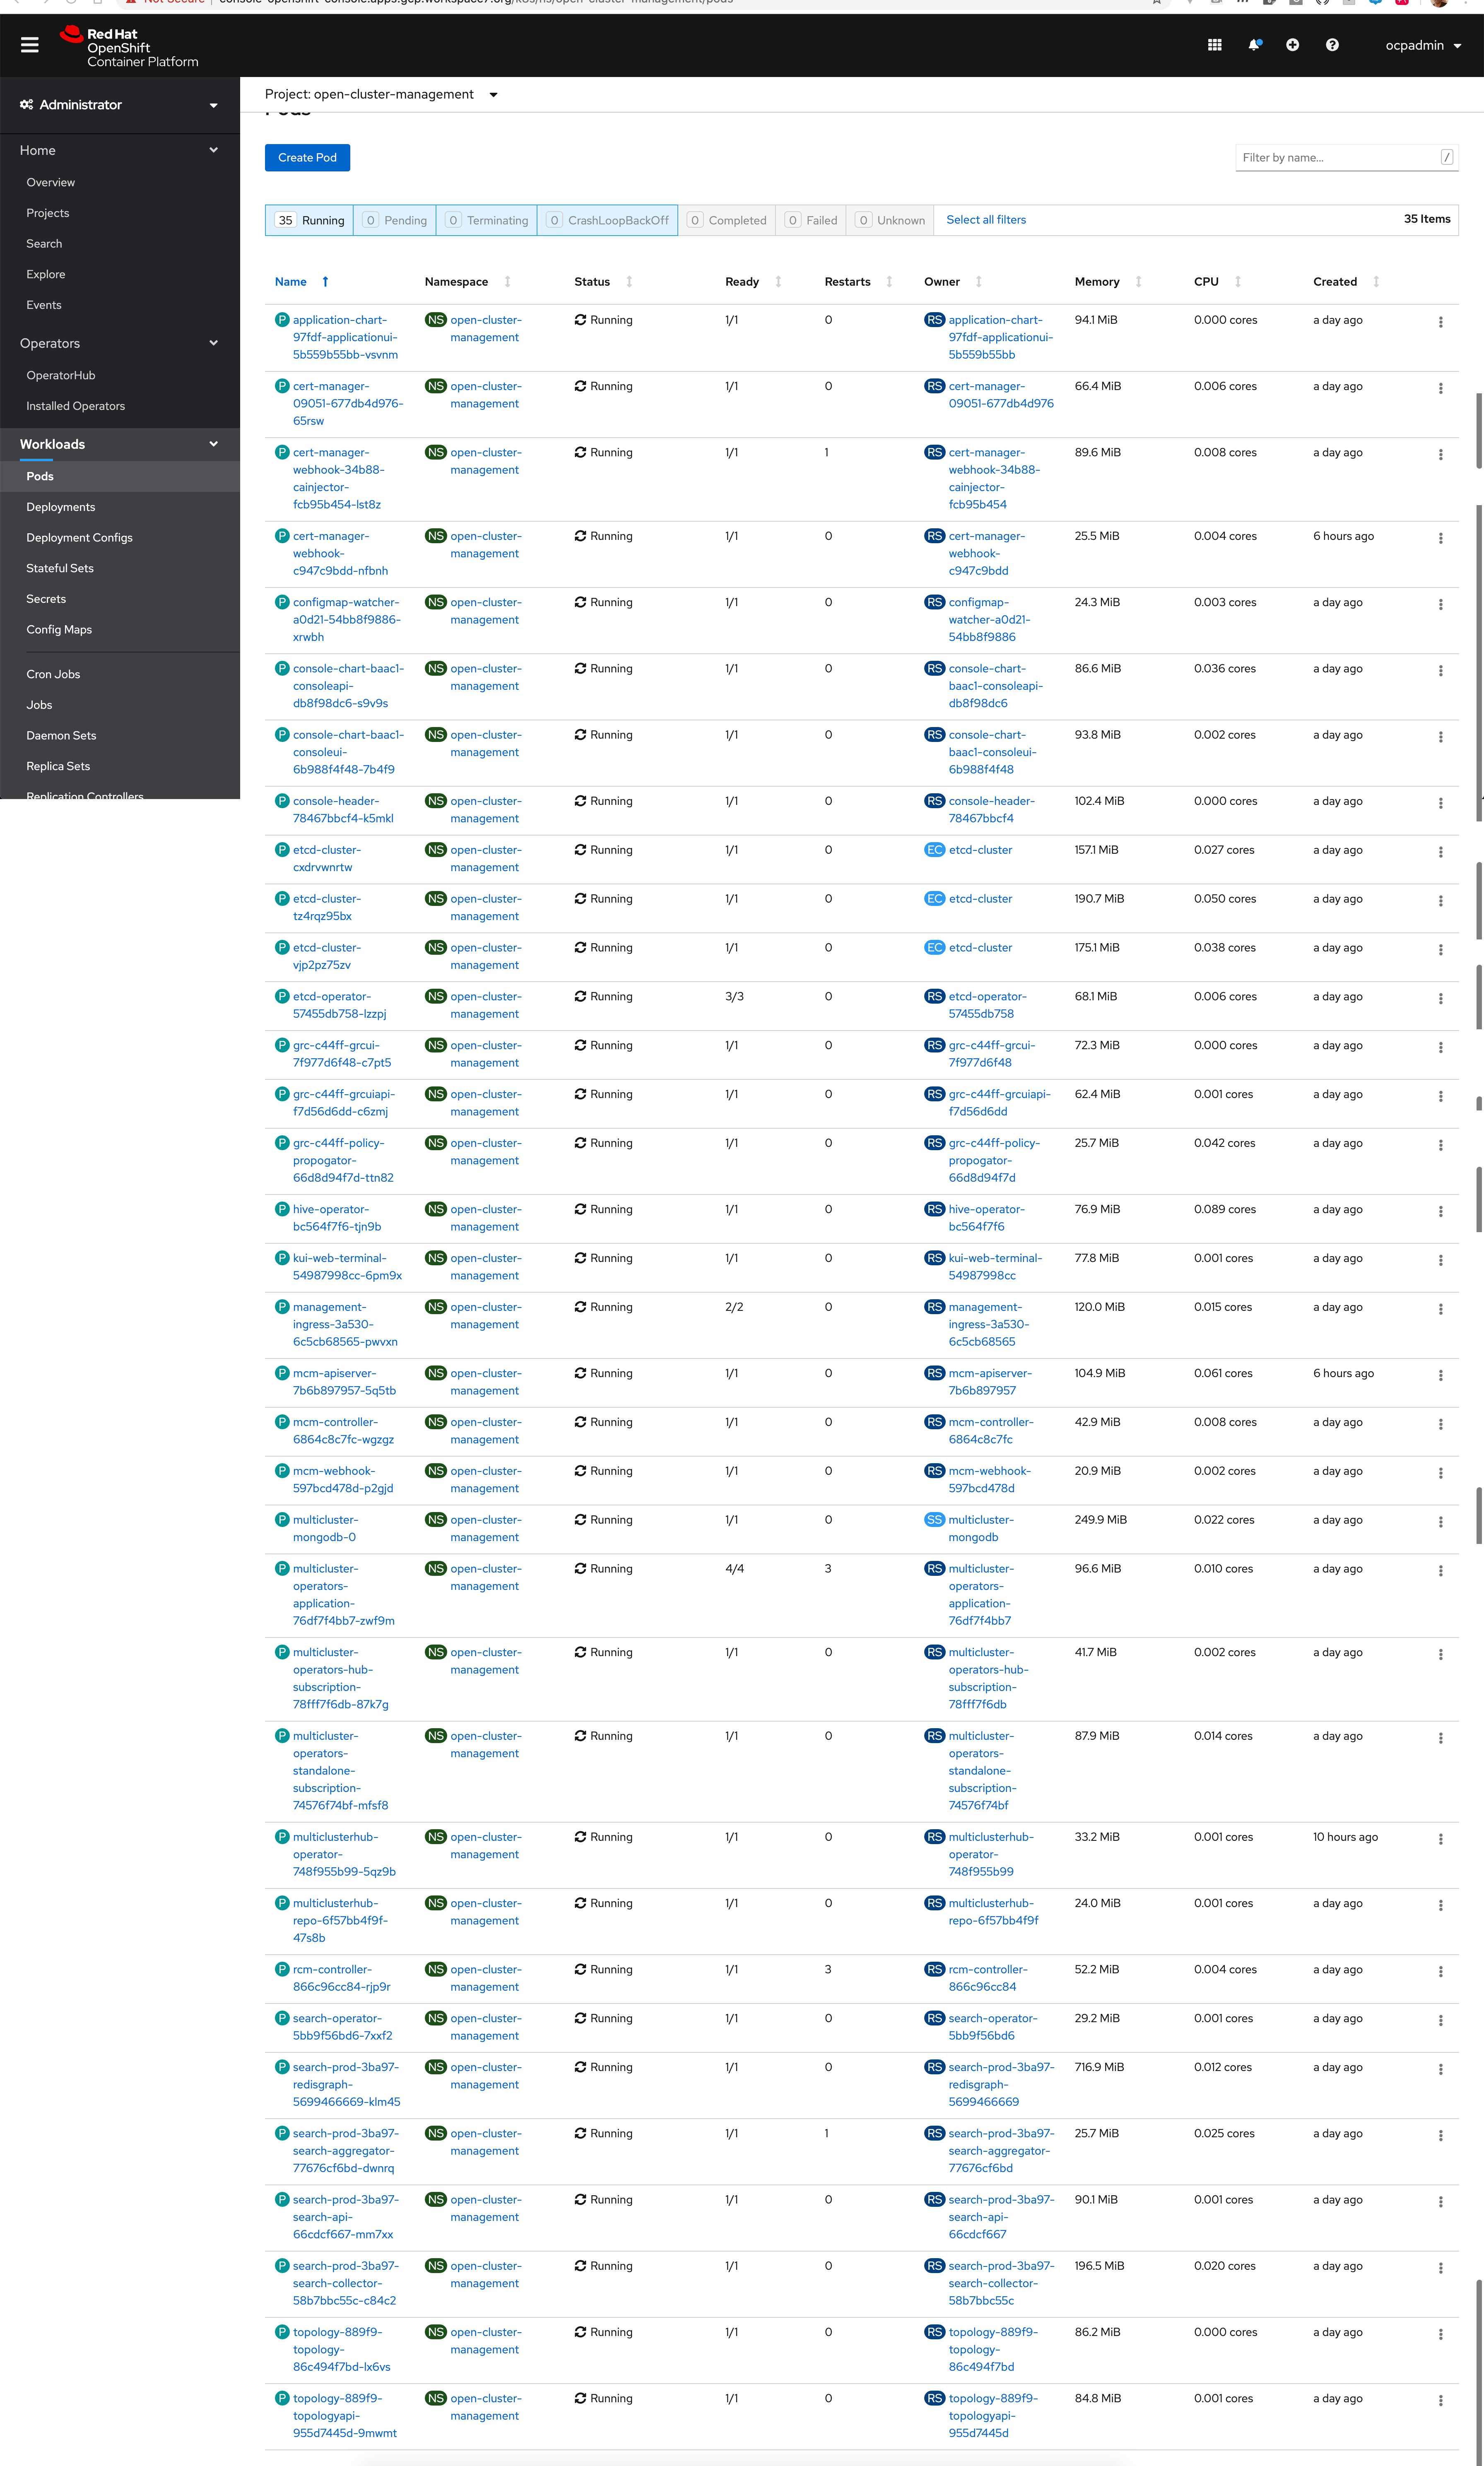 Not Secure
console-openshift-console.apps.gcp.workspace7.org/k8s/ns/open-cluster-management/pods
Red Hat
OpenShift
Container Platform
ocpadmin
Administrator
Home
Overview
Projects
Search
Explore
Events
Operators
OperatorHub
Installed Operators
Workloads
Pods
Deployments
Deployment Configs
Stateful Sets
Secrets
Config Maps
Cron Jobs
Jobs
Daemon Sets
Replica Sets
Replication Controllers
Project: open-cluster-management
Pods
Create Pod
Filter by name... /
35 Running 0 Pending 0 Terminating 0 CrashLoopBackOff 0 Completed 0 Failed 0 Unknown Select all filters 35 Items
Name Namespace Status Ready Restarts Owner Memory CPU Created
P application-chart- NS open-cluster- Running 1/1 0 RS application-chart- 94.1 MiB 0.000 cores a day ago
97fdf-applicationui- management 97fdf-applicationui-
5b559b55bb-vsvnm 5b559b55bb
P cert-manager- NS open-cluster- Running 1/1 0 RS cert-manager- 66.4 MiB 0.006 cores a day ago
09051-677db4d976- management 09051-677db4d976
65rsw
P cert-manager- NS open-cluster- Running 1/1 1 RS cert-manager- 89.6 MiB 0.008 cores a day ago
webhook-34b88- management webhook-34b88-
cainjector- cainjector-
fcb95b454-lst8z fcb95b454
P cert-manager- NS open-cluster- Running 1/1 0 RS cert-manager- 25.5 MiB 0.004 cores 6 hours ago
webhook- management webhook-
c947c9bdd-nfbnh c947c9bdd
P configmap-watcher- NS open-cluster- Running 1/1 0 RS configmap- 24.3 MiB 0.003 cores a day ago
a0d21-54bb8f9886- management watcher-a0d21-
xrwbh 54bb8f9886
P console-chart-baac1- NS open-cluster- Running 1/1 0 RS console-chart- 86.6 MiB 0.036 cores a day ago
consoleapi- management baac1-consoleapi-
db8f98dc6-s9v9s db8f98dc6
P console-chart-baac1- NS open-cluster- Running 1/1 0 RS console-chart- 93.8 MiB 0.002 cores a day ago
consoleui- management baac1-consoleui-
6b988f4f48-7b4f9 6b988f4f48
P console-header- NS open-cluster- Running 1/1 0 RS console-header- 102.4 MiB 0.000 cores a day ago
78467bbcf4-k5mkl management 78467bbcf4
P etcd-cluster- NS open-cluster- Running 1/1 0 EC etcd-cluster 157.1 MiB 0.027 cores a day ago
cxdrvwnrtw management
P etcd-cluster- NS open-cluster- Running 1/1 0 EC etcd-cluster 190.7 MiB 0.050 cores a day ago
tz4rqz95bx management
P etcd-cluster- NS open-cluster- Running 1/1 0 EC etcd-cluster 175.1 MiB 0.038 cores a day ago
vjp2pz75zv management
P etcd-operator- NS open-cluster- Running 3/3 0 RS etcd-operator- 68.1 MiB 0.006 cores a day ago
57455db758-lzzpj management 57455db758
P grc-c44ff-grcui- NS open-cluster- Running 1/1 0 RS grc-c44ff-grcui- 72.3 MiB 0.000 cores a day ago
7f977d6f48-c7pt5 management 7f977d6f48
P grc-c44ff-grcuiapi- NS open-cluster- Running 1/1 0 RS grc-c44ff-grcuiapi- 62.4 MiB 0.001 cores a day ago
f7d56d6dd-c6zmj management f7d56d6dd
P grc-c44ff-policy- NS open-cluster- Running 1/1 0 RS grc-c44ff-policy- 25.7 MiB 0.042 cores a day ago
propogator- management propogator-
66d8d94f7d-ttn82 66d8d94f7d
P hive-operator- NS open-cluster- Running 1/1 0 RS hive-operator- 76.9 MiB 0.089 cores a day ago
bc564f7f6-tjn9b management bc564f7f6
P kui-web-terminal- NS open-cluster- Running 1/1 0 RS kui-web-terminal- 77.8 MiB 0.001 cores a day ago
54987998cc-6pm9x management 54987998cc
P management- NS open-cluster- Running 2/2 0 RS management- 120.0 MiB 0.015 cores a day ago
ingress-3a530- management ingress-3a530-
6c5cb68565-pwvxn 6c5cb68565
P mcm-apiserver- NS open-cluster- Running 1/1 0 RS mcm-apiserver- 104.9 MiB 0.061 cores 6 hours ago
7b6b897957-5q5tb management 7b6b897957
P mcm-controller- NS open-cluster- Running 1/1 0 RS mcm-controller- 42.9 MiB 0.008 cores a day ago
6864c8c7fc-wgzgz management 6864c8c7fc
P mcm-webhook- NS open-cluster- Running 1/1 0 RS mcm-webhook- 20.9 MiB 0.002 cores a day ago
597bcd478d-p2gjd management 597bcd478d
P multicluster- NS open-cluster- Running 1/1 0 SS multicluster- 249.9 MiB 0.022 cores a day ago
mongodb-0 management mongodb
P multicluster- NS open-cluster- Running 4/4 3 RS multicluster- 96.6 MiB 0.010 cores a day ago
operators- management operators-
application- application-
76df7f4bb7-zwf9m 76df7f4bb7
P multicluster- NS open-cluster- Running 1/1 0 RS multicluster- 41.7 MiB 0.002 cores a day ago
operators-hub- management operators-hub-
subscription- subscription-
78fff7f6db-87k7g 78fff7f6db
P multicluster- NS open-cluster- Running 1/1 0 RS multicluster- 87.9 MiB 0.014 cores a day ago
operators- management operators-
standalone- standalone-
subscription- subscription-
74576f74bf-mfsf8 74576f74bf
P multiclusterhub- NS open-cluster- Running 1/1 0 RS multiclusterhub- 33.2 MiB 0.001 cores 10 hours ago
operator- management operator-
748f955b99-5qz9b 748f955b99
P multiclusterhub- NS open-cluster- Running 1/1 0 RS multiclusterhub- 24.0 MiB 0.001 cores a day ago
repo-6f57bb4f9f- management repo-6f57bb4f9f
47s8b
P rcm-controller- NS open-cluster- Running 1/1 3 RS rcm-controller- 52.2 MiB 0.004 cores a day ago
866c96cc84-rjp9r management 866c96cc84
P search-operator- NS open-cluster- Running 1/1 0 RS search-operator- 29.2 MiB 0.001 cores a day ago
5bb9f56bd6-7xxf2 management 5bb9f56bd6
P search-prod-3ba97- NS open-cluster- Running 1/1 0 RS search-prod-3ba97- 716.9 MiB 0.012 cores a day ago
redisgraph- management redisgraph-
5699466669-klm45 5699466669
P search-prod-3ba97- NS open-cluster- Running 1/1 1 RS search-prod-3ba97- 25.7 MiB 0.025 cores a day ago
search-aggregator- management search-aggregator-
77676cf6bd-dwnrq 77676cf6bd
P search-prod-3ba97- NS open-cluster- Running 1/1 0 RS search-prod-3ba97- 90.1 MiB 0.001 cores a day ago
search-api- management search-api-
66cdcf667-mm7xx 66cdcf667
P search-prod-3ba97- NS open-cluster- Running 1/1 0 RS search-prod-3ba97- 196.5 MiB 0.020 cores a day ago
search-collector- management search-collector-
58b7bbc55c-c84c2 58b7bbc55c
P topology-889f9- NS open-cluster- Running 1/1 0 RS topology-889f9- 86.2 MiB 0.000 cores a day ago
topology- management topology-
86c494f7bd-lx6vs 86c494f7bd
P topology-889f9- NS open-cluster- Running 1/1 0 RS topology-889f9- 84.8 MiB 0.001 cores a day ago
topologyapi- management topologyapi-
955d7445d-9mwmt 955d7445d